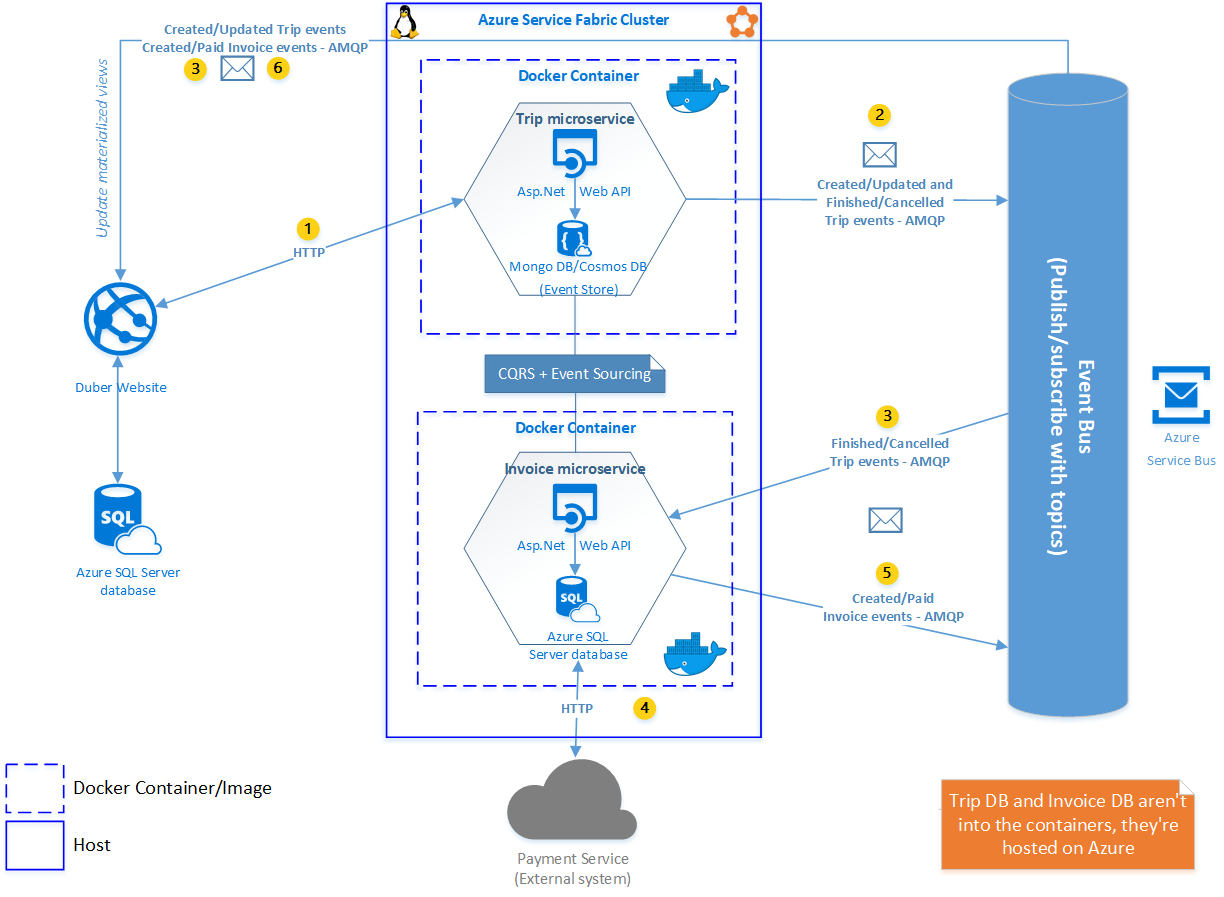 Azure Service Fabric Cluster
Created/Updated Trip events
Created/Paid Invoice events - AMQP
3
6
Update materialized views
Docker Container
Trip microservice
Asp.Net Web API
Mongo DB/Cosmos DB
(Event Store)
2
Created/Updated and
Finished/Cancelled
Trip events - AMQP
1
HTTP
Duber Website
SQL
Azure SQL Server
database
CQRS + Event Sourcing
Docker Container
Invoice microservice
Asp.Net Web API
SQL
Azure SQL
Server database
3
Finished/Cancelled
Trip events - AMQP
5
Created/Paid
Invoice events - AMQP
Event Bus
(Publish/subscribe with topics)
Azure
Service Bus
HTTP
4
Payment Service
(External system)
Docker Container/Image
Host
Trip DB and Invoice DB aren't
into the containers, they're
hosted on Azure